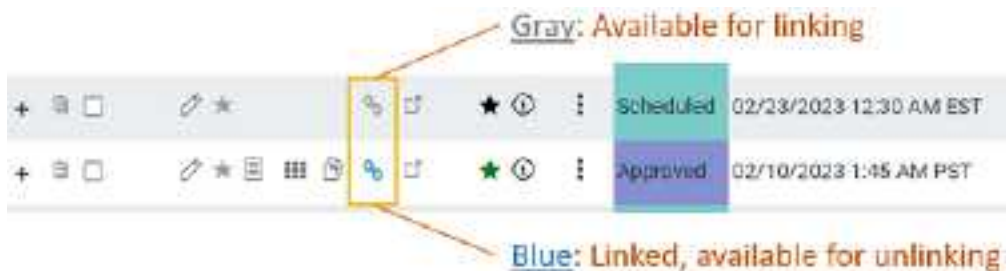 Gray: Available for linking
Scheduled 02/23/2023 12:30 AM EST
Approved 02/10/2023 1:45 AM PST
Blue: Linked, available for unlinking